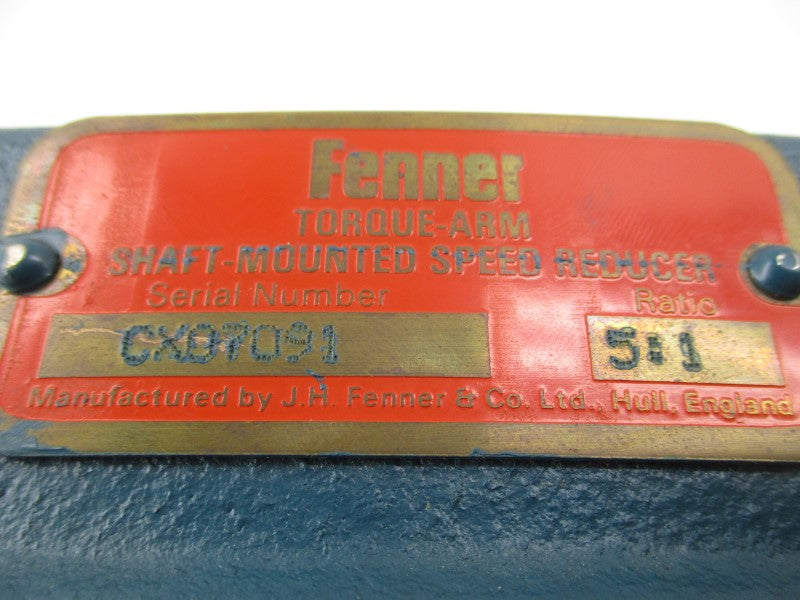 Fenner
TORQUE-ARM
SHAFT-MOUNTED SPEED REDUCER
Serial Number Ratio
CX07091 5:1
Manufactured by J.H. Fenner & Co. Ltd., Hull, England